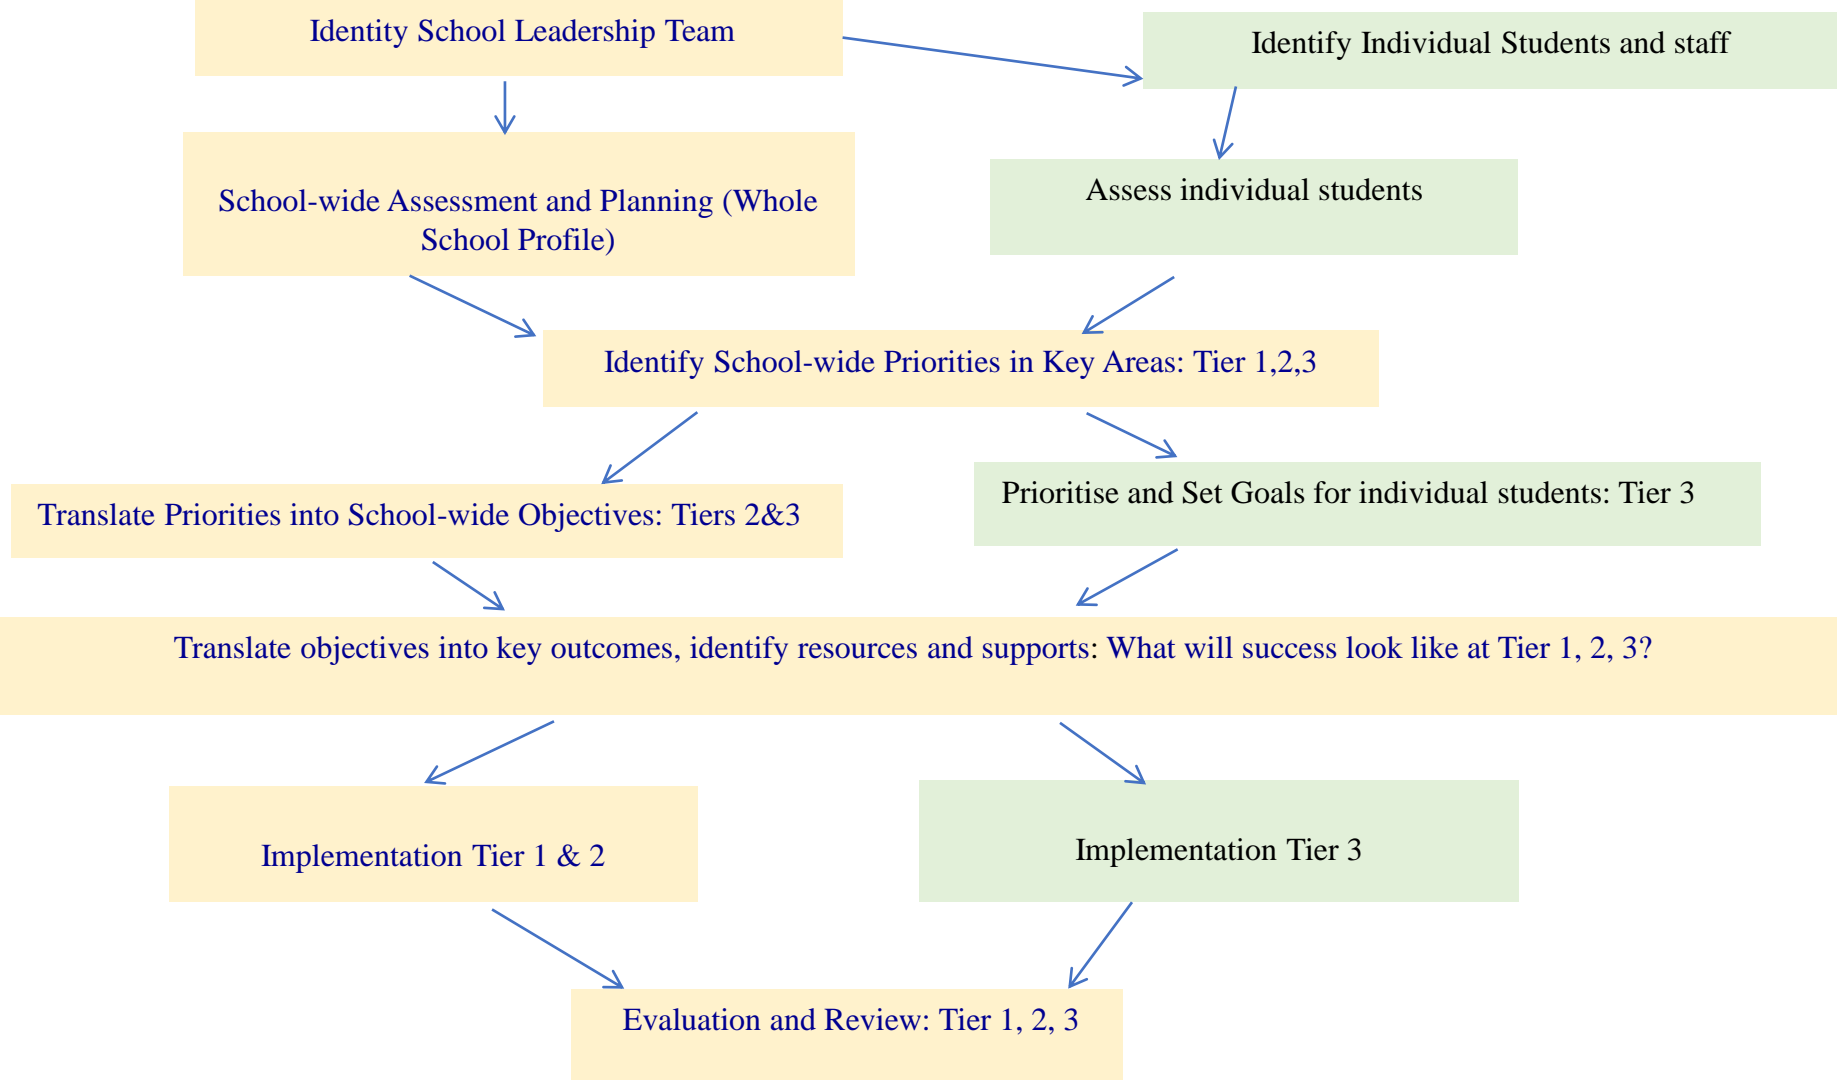 Identity School Leadership Team
Identify Individual Students and staff
School-wide Assessment and Planning (Whole
School Profile)
Assess individual students
Identify School-wide Priorities in Key Areas: Tier 1,2,3
Translate Priorities into School-wide Objectives: Tiers 2&3
Prioritise and Set Goals for individual students: Tier 3
Translate objectives into key outcomes, identify resources and supports: What will success look like at Tier 1, 2, 3?
Implementation Tier 1 & 2
Implementation Tier 3
Evaluation and Review: Tier 1, 2, 3